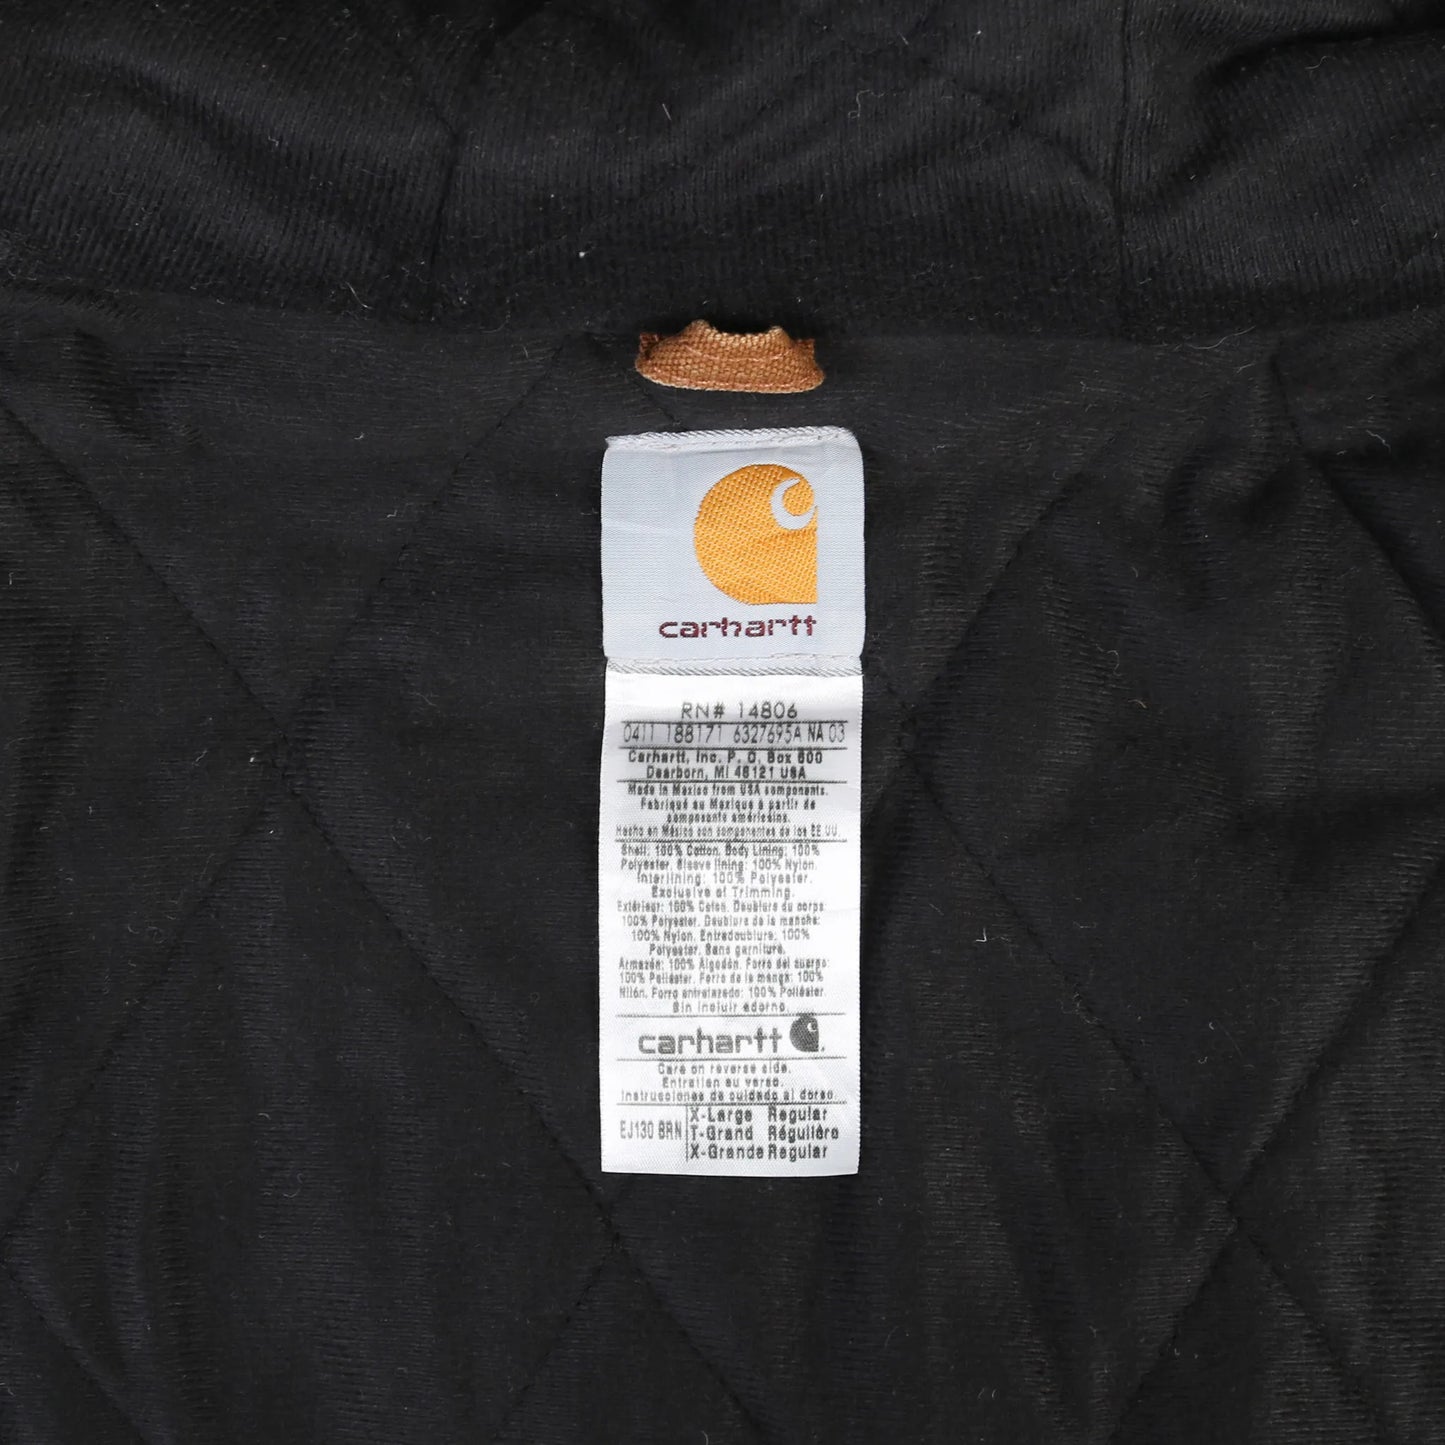 carhartt
RN# 14806
0411 188171 6327695A NA 03
Carhartt, Inc. P. O. Box 600
Dearborn, MI 48121 USA
Made in Mexico from USA components.
Fabriqué au Mexique à partir de
composants américains.
Hecho en México con componentes de los EE.UU.
Shell: 100% Cotton. Body Lining: 100%
Polyester. Sleeve lining: 100% Nylon.
Interlining: 100% Polyester.
Exclusive of Trimming.
Extérieur: 100% Coton. Doublure du corps:
100% Polyester. Doublure de la manche:
100% Nylon. Entredoublure: 100%
Polyester. Sans garniture.
Armazón: 100% Algodón. Forro del cuerpo:
100% Poliéster. Forro de la manga: 100%
Nilón. Forro entrelazado: 100% Poliéster.
Sin incluir adorno.
carhartt
Care on reverse side.
Entretien au verso.
Instrucciones de cuidado al dorso.
EJ130 BRN X-Large Regular
T-Grand Régulière
X-Grande Regular